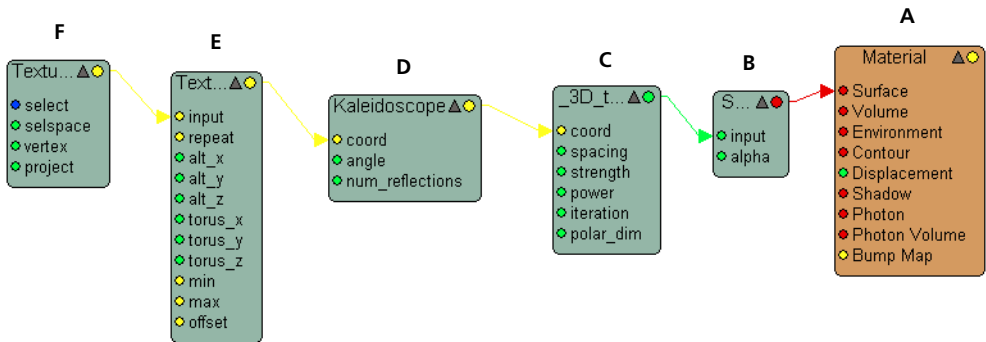 F
Textu...
select
selspace
vertex
project
E
Text...
input
repeat
alt_x
alt_y
alt_z
torus_x
torus_y
torus_z
min
max
offset
D
Kaleidoscope
coord
angle
num_reflections
C
_3D_t...
coord
spacing
strength
power
iteration
polar_dim
B
S...
input
alpha
A
Material
Surface
Volume
Environment
Contour
Displacement
Shadow
Photon
Photon Volume
Bump Map